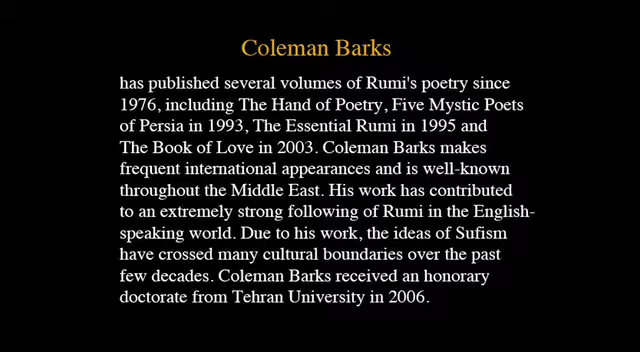 Coleman Barks
has published several volumes of Rumi's poetry since
1976, including The Hand of Poetry, Five Mystic Poets
of Persia in 1993, The Essential Rumi in 1995 and
The Book of Love in 2003. Coleman Barks makes
frequent international appearances and is well-known
throughout the Middle East. His work has contributed
to an extremely strong following of Rumi in the English-
speaking world. Due to his work, the ideas of Sufism
have crossed many cultural boundaries over the past
few decades. Coleman Barks received an honorary
doctorate from Tehran University in 2006.